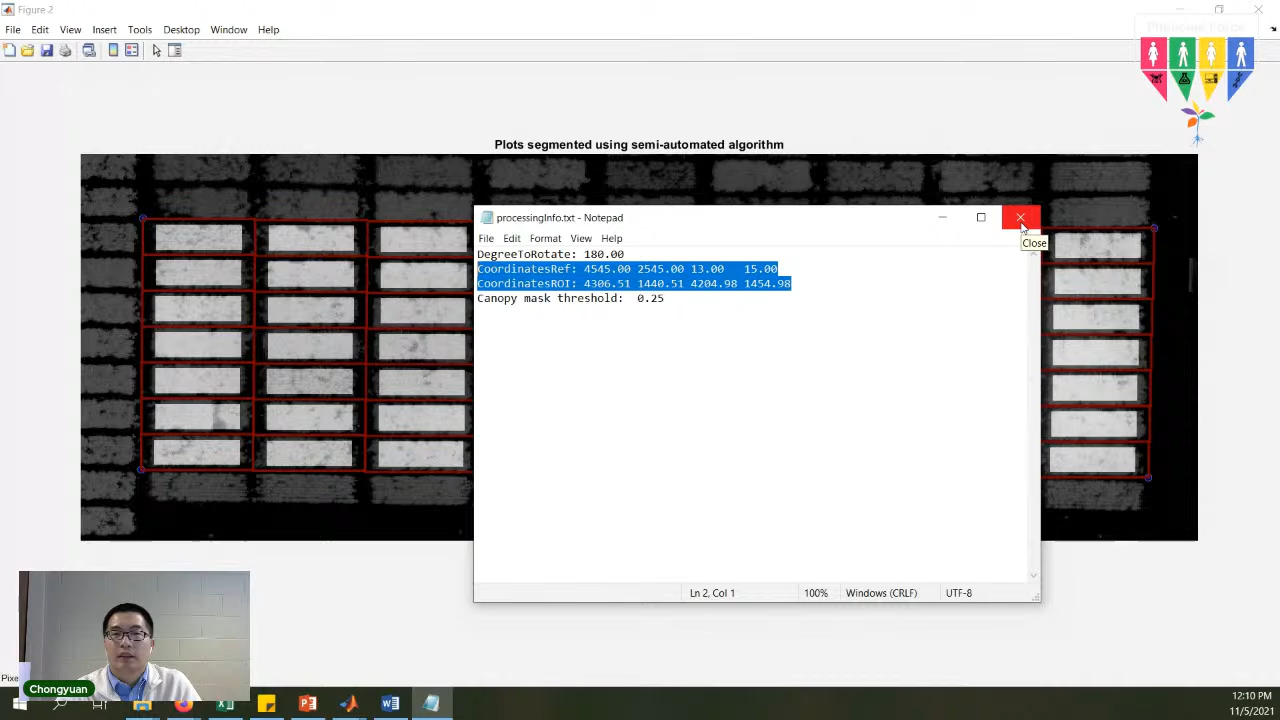 Figure 2
File Edit View Insert Tools Desktop Window Help
Phenome Force
Plots segmented using semi-automated algorithm
processingInfo.txt - Notepad
File Edit Format View Help
Close
DegreeToRotate: 180.00
CoordinatesRef: 4545.00 2545.00 13.00 15.00
CoordinatesROI: 4306.51 1440.51 4204.98 1454.98
Canopy mask threshold: 0.25
Ln 2, Col 1 100% Windows (CRLF) UTF-8
Chongyuan
12:10 PM
11/5/2021